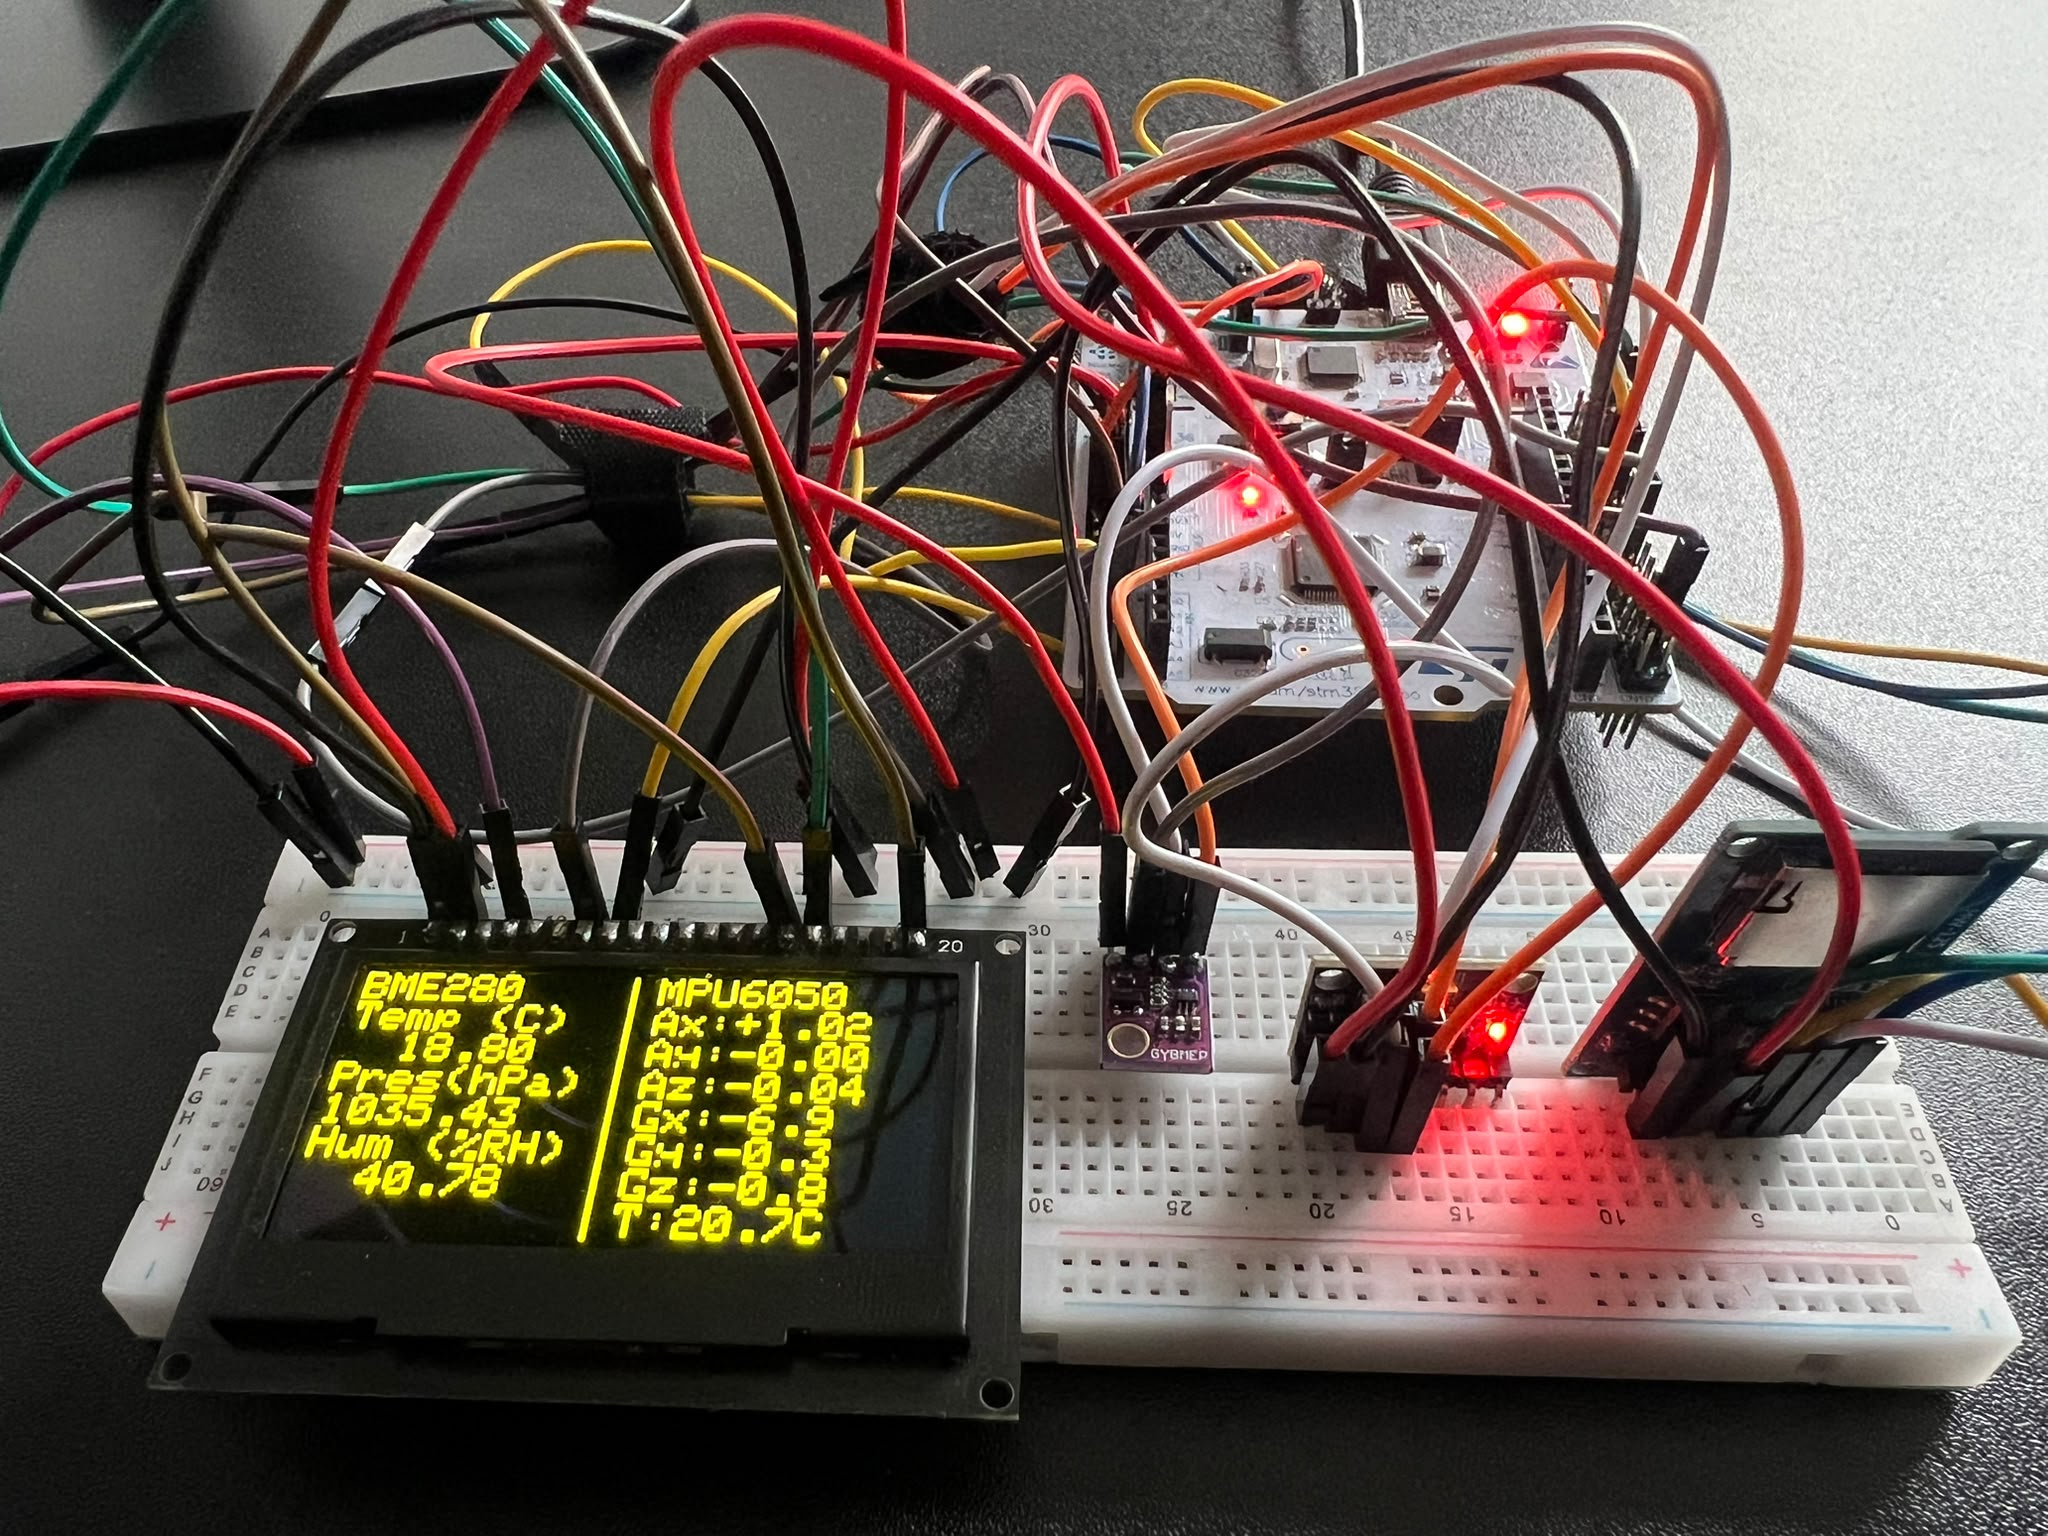 BME280
Temp (C)
18.80
Pres(hPa)
1035.43
Hum (%RH)
40.78
MPU6050
Ax:+1.02
Ay:-0.00
Az:-0.04
Gx:-6.9
Gy:-0.3
Gz:-0.8
T:20.7C
1
20
GYBMEP
0
30
40
45
A
B
C
D
E
F
G
H
I
J
30
25
20
15
10
5
0
E
D
C
B
A
+
+